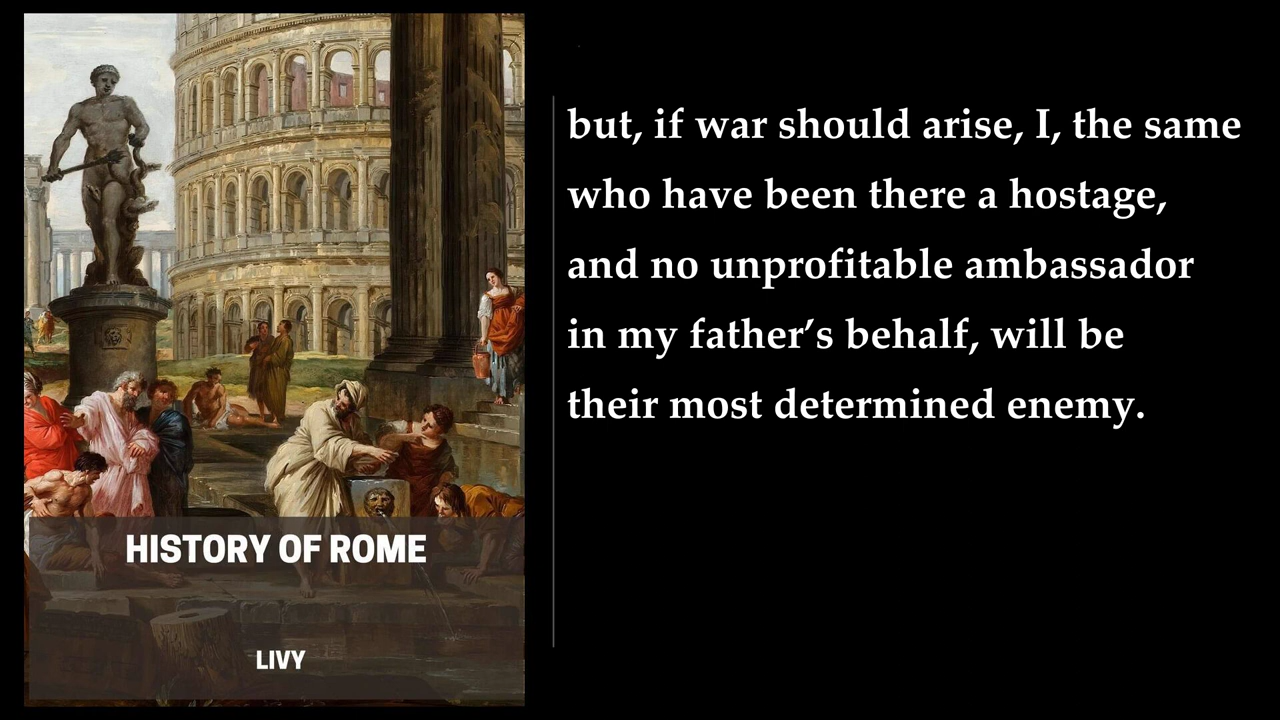 but, if war should arise, I, the same
who have been there a hostage,
and no unprofitable ambassador
in my father’s behalf, will be
their most determined enemy.
HISTORY OF ROME
LIVY